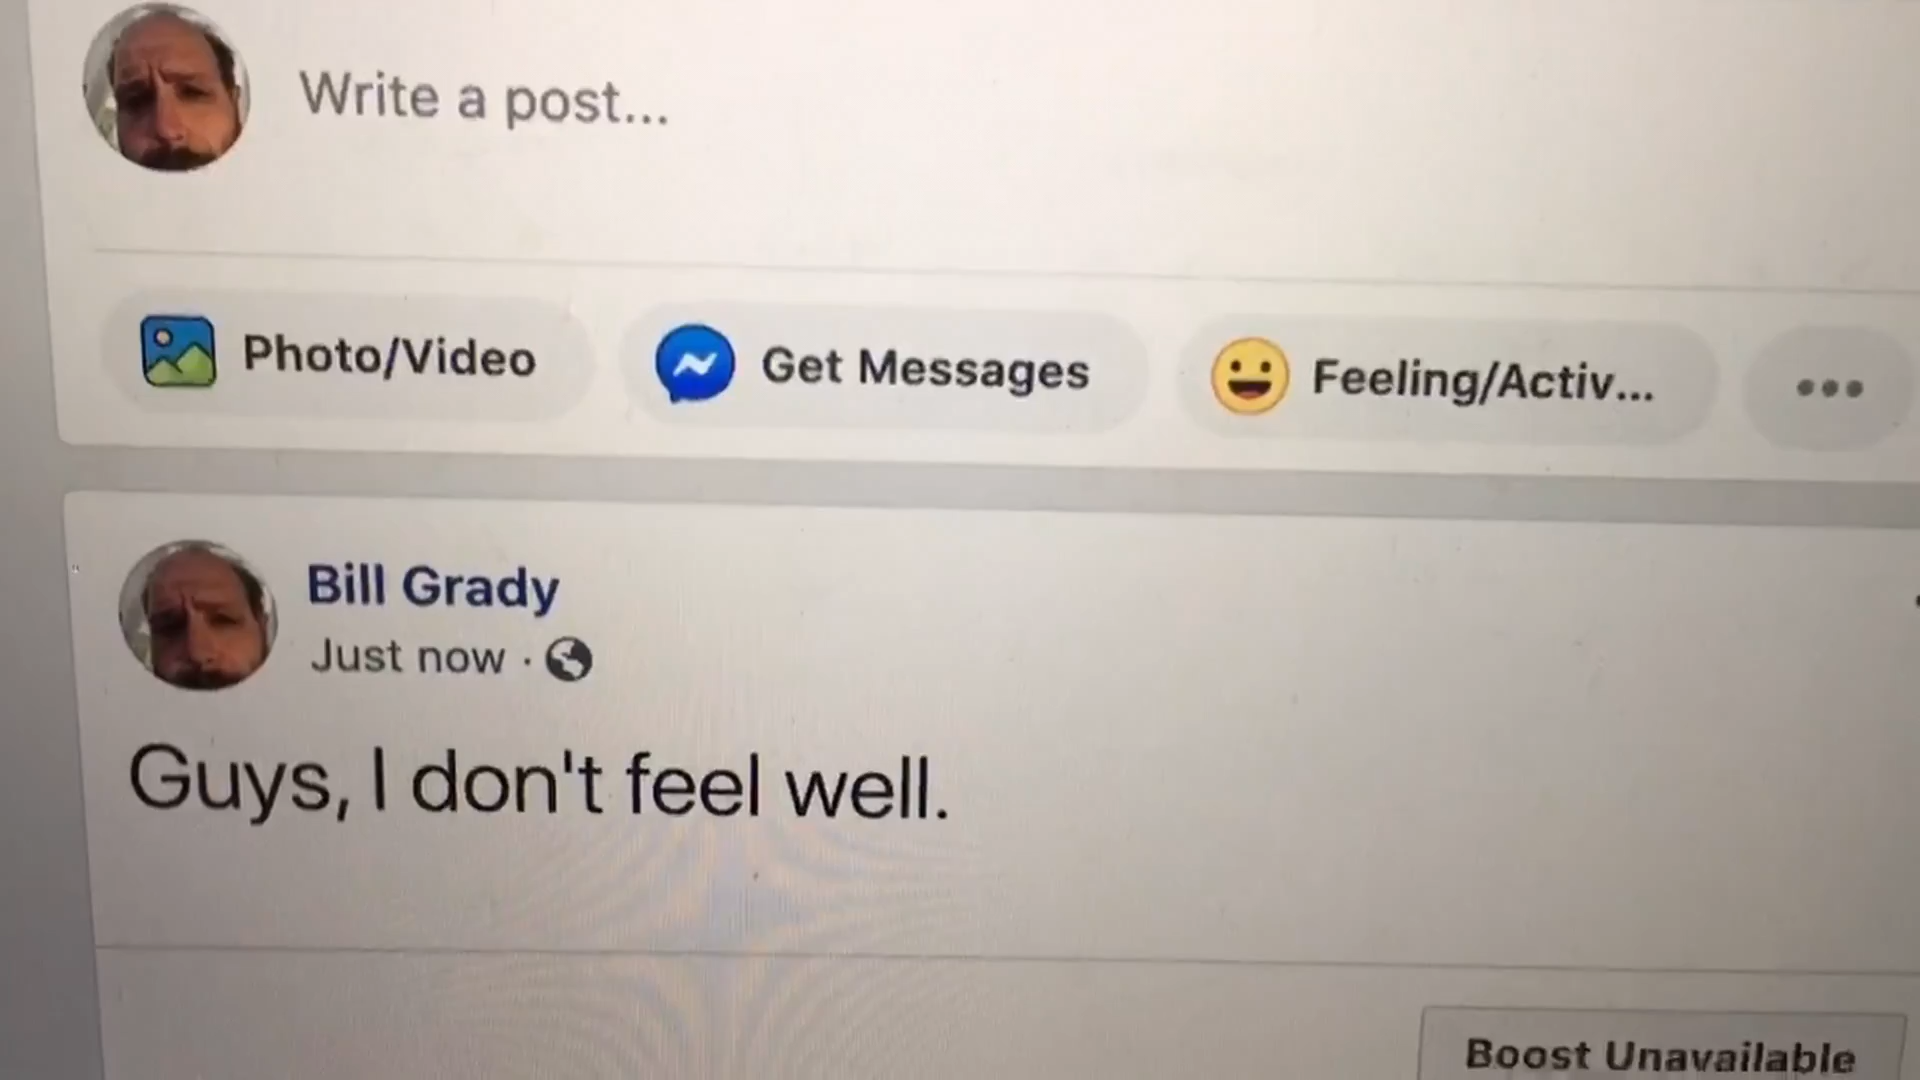 Write a post...
Photo/Video
Get Messages
Feeling/Activ...
Bill Grady
Just now ·
Guys, I don't feel well.
Boost Unavailable